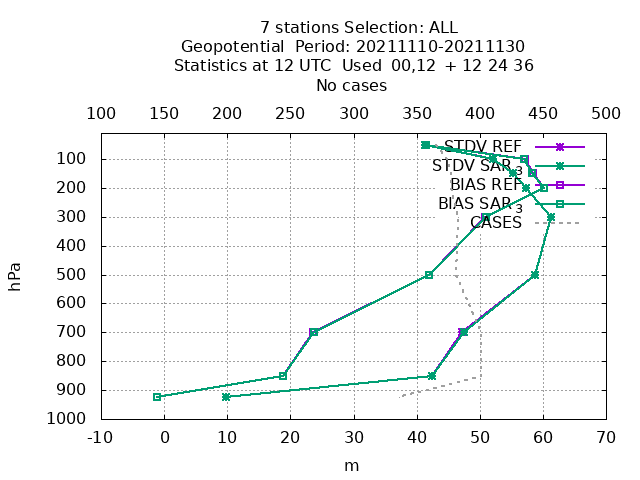 7 stations Selection: ALL
Geopotential  Period: 20211110-20211130
Statistics at 12 UTC  Used  00,12  + 12 24 36
No cases
100 150 200 250 300 350 400 450 500
STDV REF
STDV SAR3
BIAS REF
BIAS SAR3
CASES
100
200
300
400
500
600
700
800
900
1000
hPa
-10 0 10 20 30 40 50 60 70
m